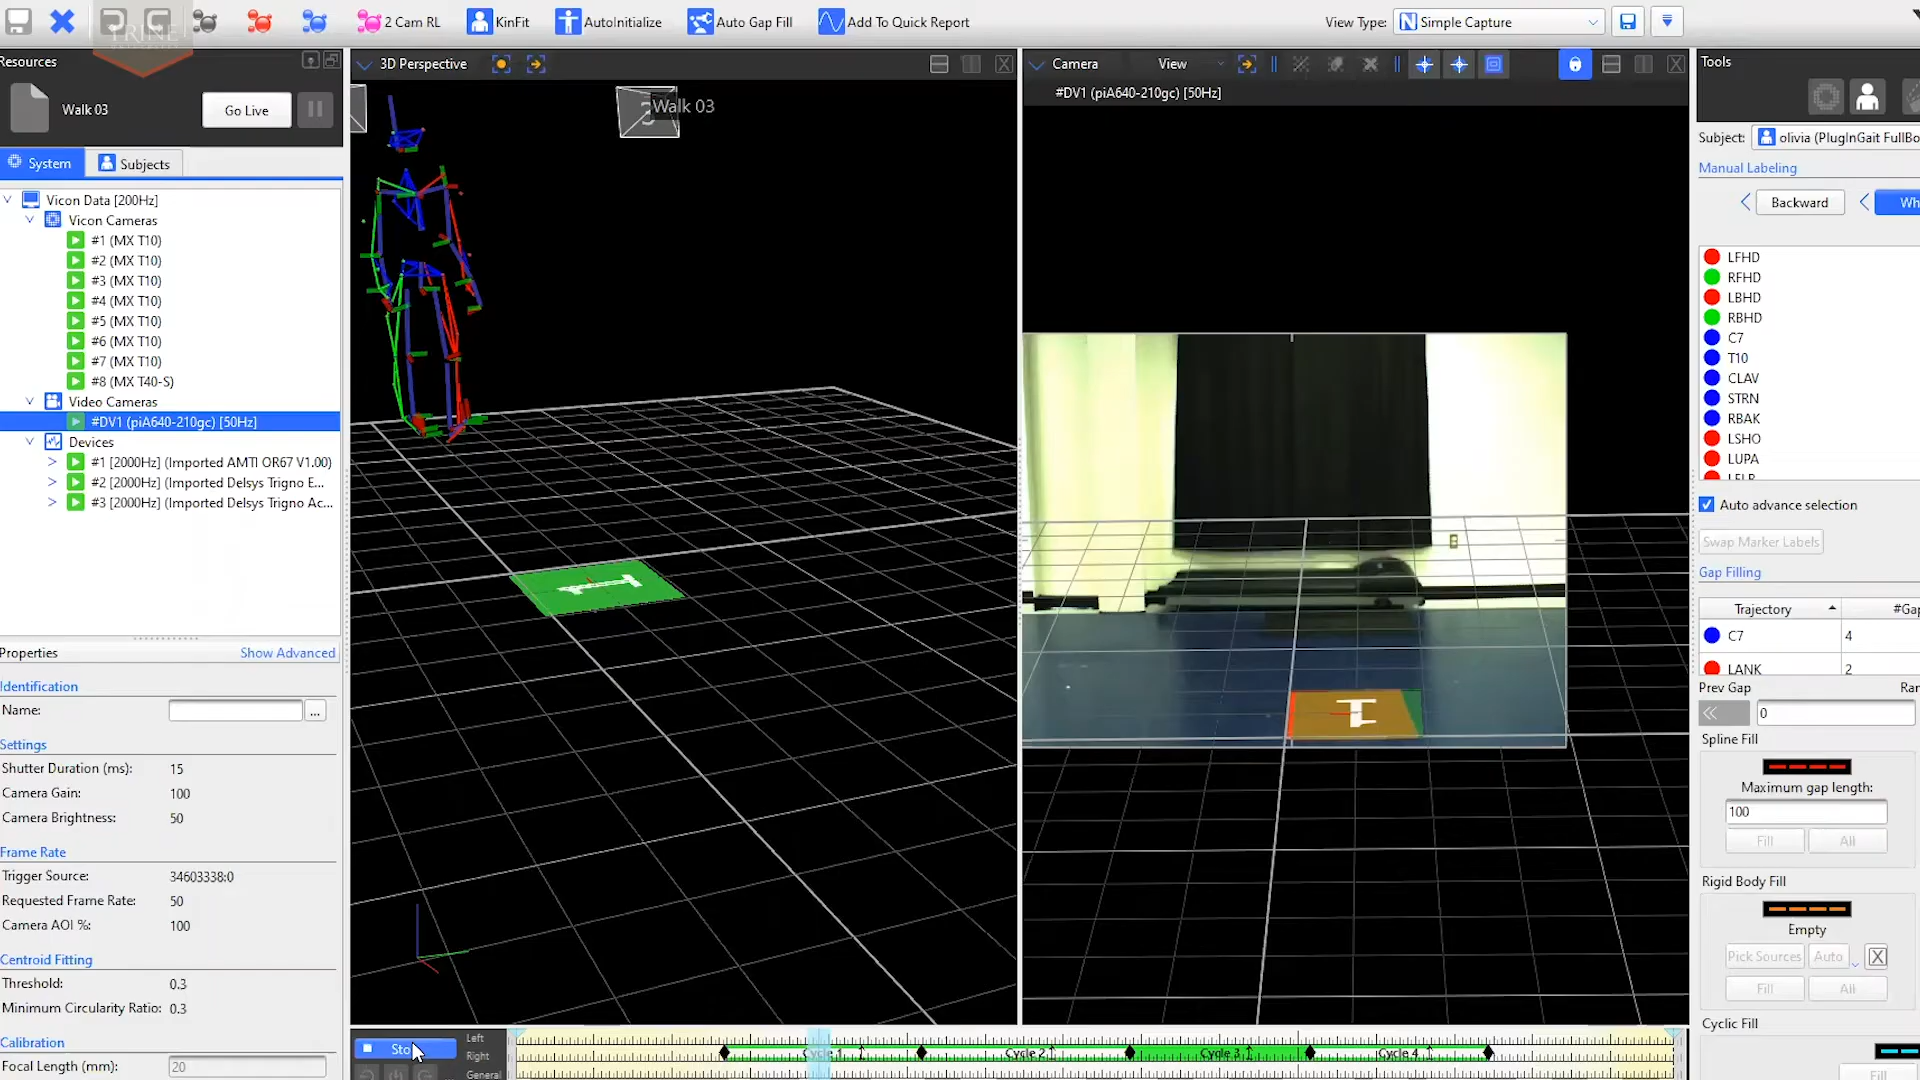 2 Cam RL
KinFit
AutoInitialize
Auto Gap Fill
Add To Quick Report
View Type:
Simple Capture
TRINE
Resources
Walk 03
Go Live
System
Subjects
Vicon Data [200Hz]
Vicon Cameras
#1 (MX T10)
#2 (MX T10)
#3 (MX T10)
#4 (MX T10)
#5 (MX T10)
#6 (MX T10)
#7 (MX T10)
#8 (MX T40-S)
Video Cameras
#DV1 (piA640-210gc) [50Hz]
Devices
#1 [2000Hz] (Imported AMTI OR67 V1.00)
#2 [2000Hz] (Imported Delsys Trigno E...
#3 [2000Hz] (Imported Delsys Trigno Ac...
Properties
Show Advanced
Identification
Name:
...
Settings
Shutter Duration (ms): 15
Camera Gain: 100
Camera Brightness: 50
Frame Rate
Trigger Source: 34603338:0
Requested Frame Rate: 50
Camera AOI %: 100
Centroid Fitting
Threshold: 0.3
Minimum Circularity Ratio: 0.3
Calibration
Focal Length (mm): 20
3D Perspective
Walk 03
1
Camera
View
#DV1 (piA640-210gc) [50Hz]
1
Sto
Left
Right
General
Cycle 1
Cycle 2
Cycle 3
Cycle 4
Tools
Subject:
olivia (PlugInGait FullBo
Manual Labeling
Backward
Wh
LFHD
RFHD
LBHD
RBHD
C7
T10
CLAV
STRN
RBAK
LSHO
LUPA
Auto advance selection
Swap Marker Labels
Gap Filling
Trajectory
#Gap
C7 4
LANK 2
Prev Gap
Ran
0
Spline Fill
Maximum gap length:
100
Fill
All
Rigid Body Fill
Empty
Pick Sources
Auto
X
Fill
All
Cyclic Fill
Fill